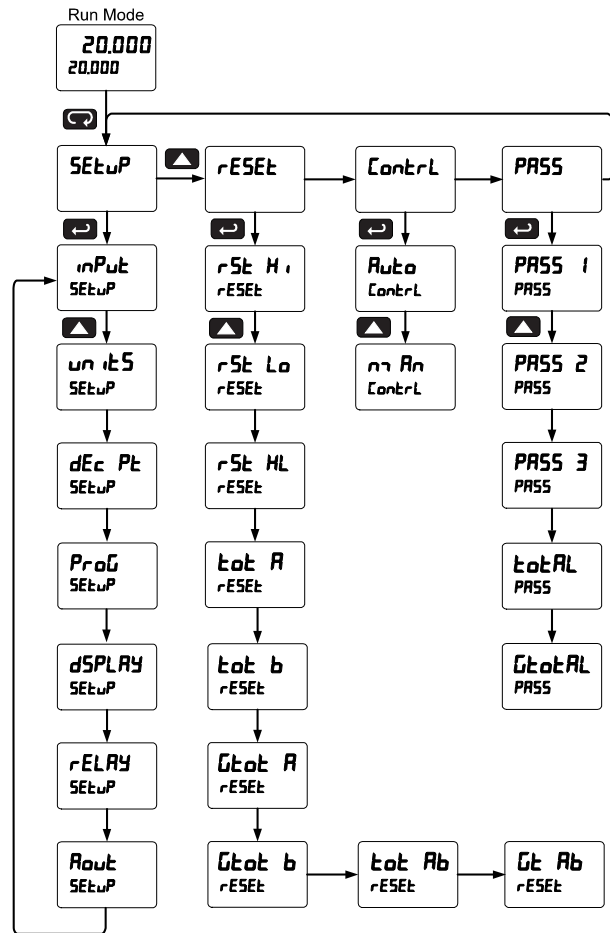 Run Mode
20.000
20.000
SEtuP
rESEt
ContrL
PASS
inPut
SEtuP
rSt Hi
rESEt
Auto
ContrL
PASS 1
PASS
unitS
SEtuP
rSt Lo
rESEt
mAn
ContrL
PASS 2
PASS
dEc Pt
SEtuP
rSt HL
rESEt
PASS 3
PASS
ProG
SEtuP
tot A
rESEt
totAL
PASS
dSPLAY
SEtuP
tot b
rESEt
GtotAL
PASS
rELAY
SEtuP
Gtot A
rESEt
Aout
SEtuP
Gtot b
rESEt
tot Ab
rESEt
Gt Ab
rESEt